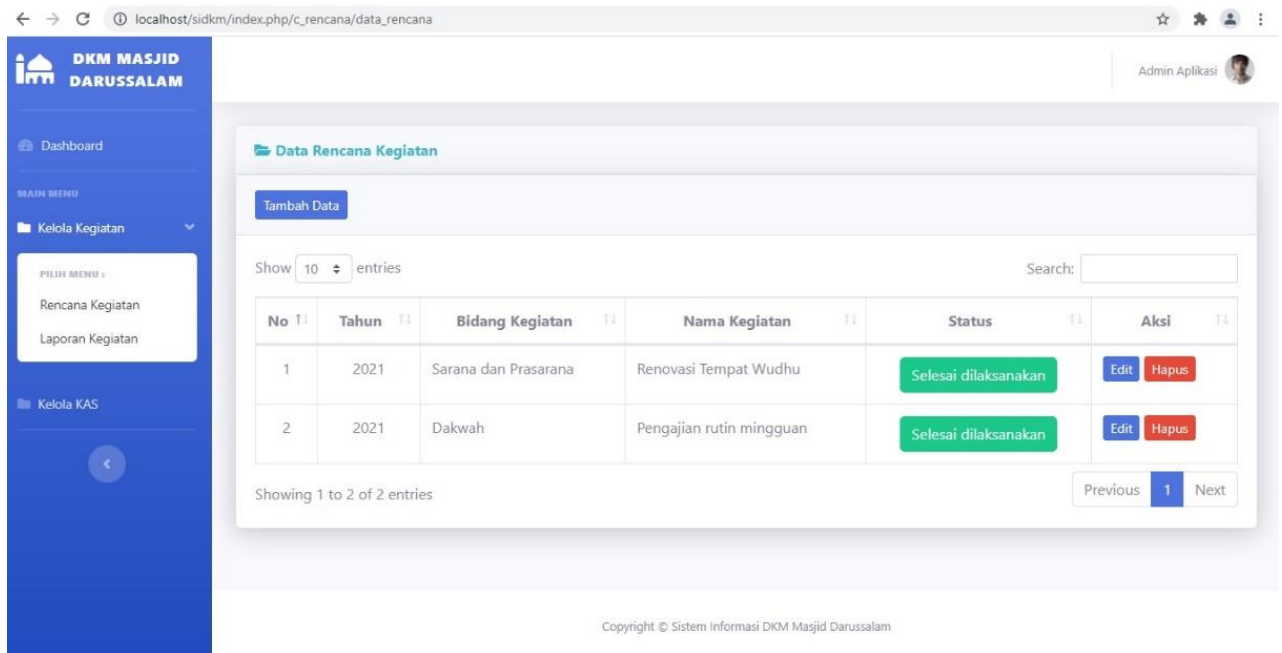 localhost/sidkm/index.php/c_rencana/data_rencana
DKM MASJID
DARUSSALAM
Admin Aplikasi
Dashboard
Data Rencana Kegiatan
MAIN MENU
Tambah Data
Kelola Kegiatan
PILIH MENU :
Rencana Kegiatan
Laporan Kegiatan
Kelola KAS
Show 10 entries Search:
No Tahun Bidang Kegiatan Nama Kegiatan Status Aksi
1 2021 Sarana dan Prasarana Renovasi Tempat Wudhu Selesai dilaksanakan Edit Hapus
2 2021 Dakwah Pengajian rutin mingguan Selesai dilaksanakan Edit Hapus
Showing 1 to 2 of 2 entries Previous 1 Next
Copyright © Sistem Informasi DKM Masjid Darussalam